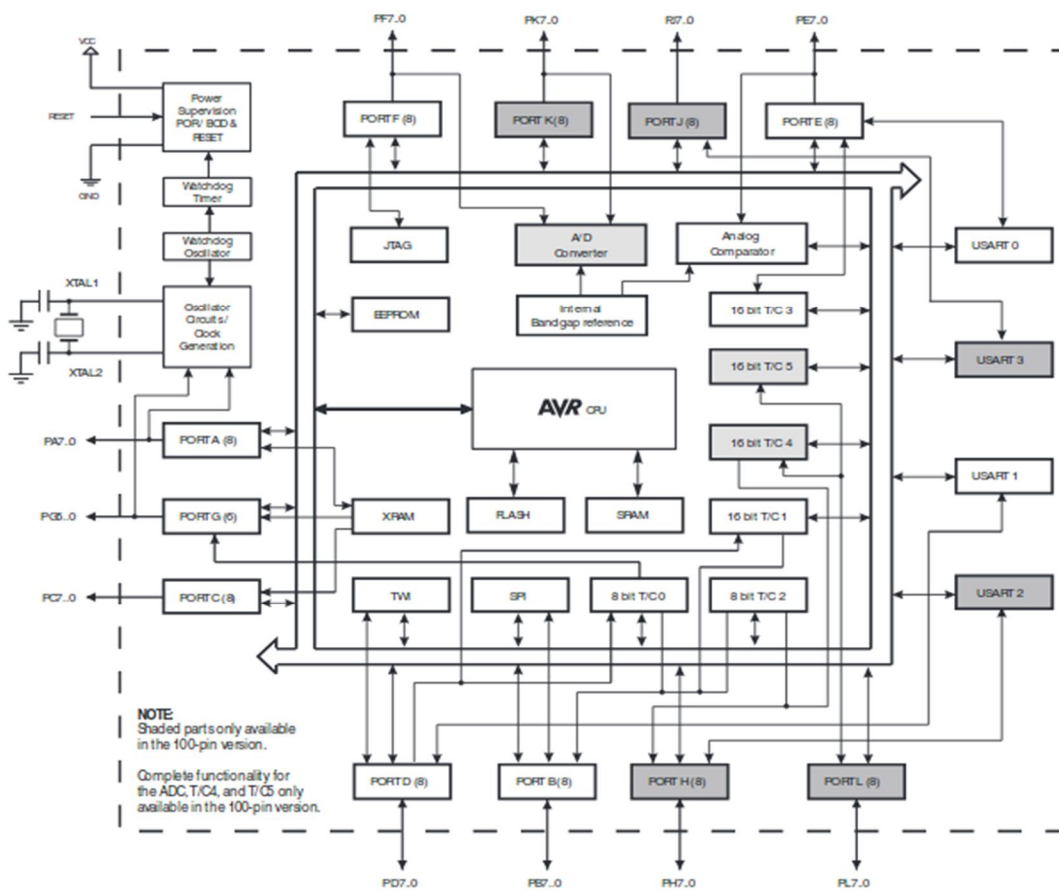 PF7..0
PK7..0
PJ7..0
PE7..0
VCC
RESET
GND
Power
Supervision
POR/ BOD &
RESET
PORT F (8)
PORT K (8)
PORT J (8)
PORT E (8)
Watchdog
Timer
Watchdog
Oscillator
JTAG
A/D
Converter
Analog
Comparator
USART 0
XTAL1
Oscillator
Circuits/
Clock
Generation
XTAL2
EEPROM
Internal
Bandgap reference
16 bit T/C 3
16 bit T/C 5
USART 3
AVR CPU
16 bit T/C 4
PA7..0
PORT A (8)
USART 1
PG5..0
PORT G (6)
XRAM
FLASH
SRAM
16 bit T/C 1
PC7..0
PORT C (8)
TWI
SPI
8 bit T/C 0
8 bit T/C 2
USART 2
NOTE:
Shaded parts only available
in the 100-pin version.
Complete functionality for
the ADC, T/C4, and T/C5 only
available in the 100-pin version.
PORT D (8)
PORT B (8)
PORT H (8)
PORT L (8)
PD7..0
PB7..0
PH7..0
PL7..0